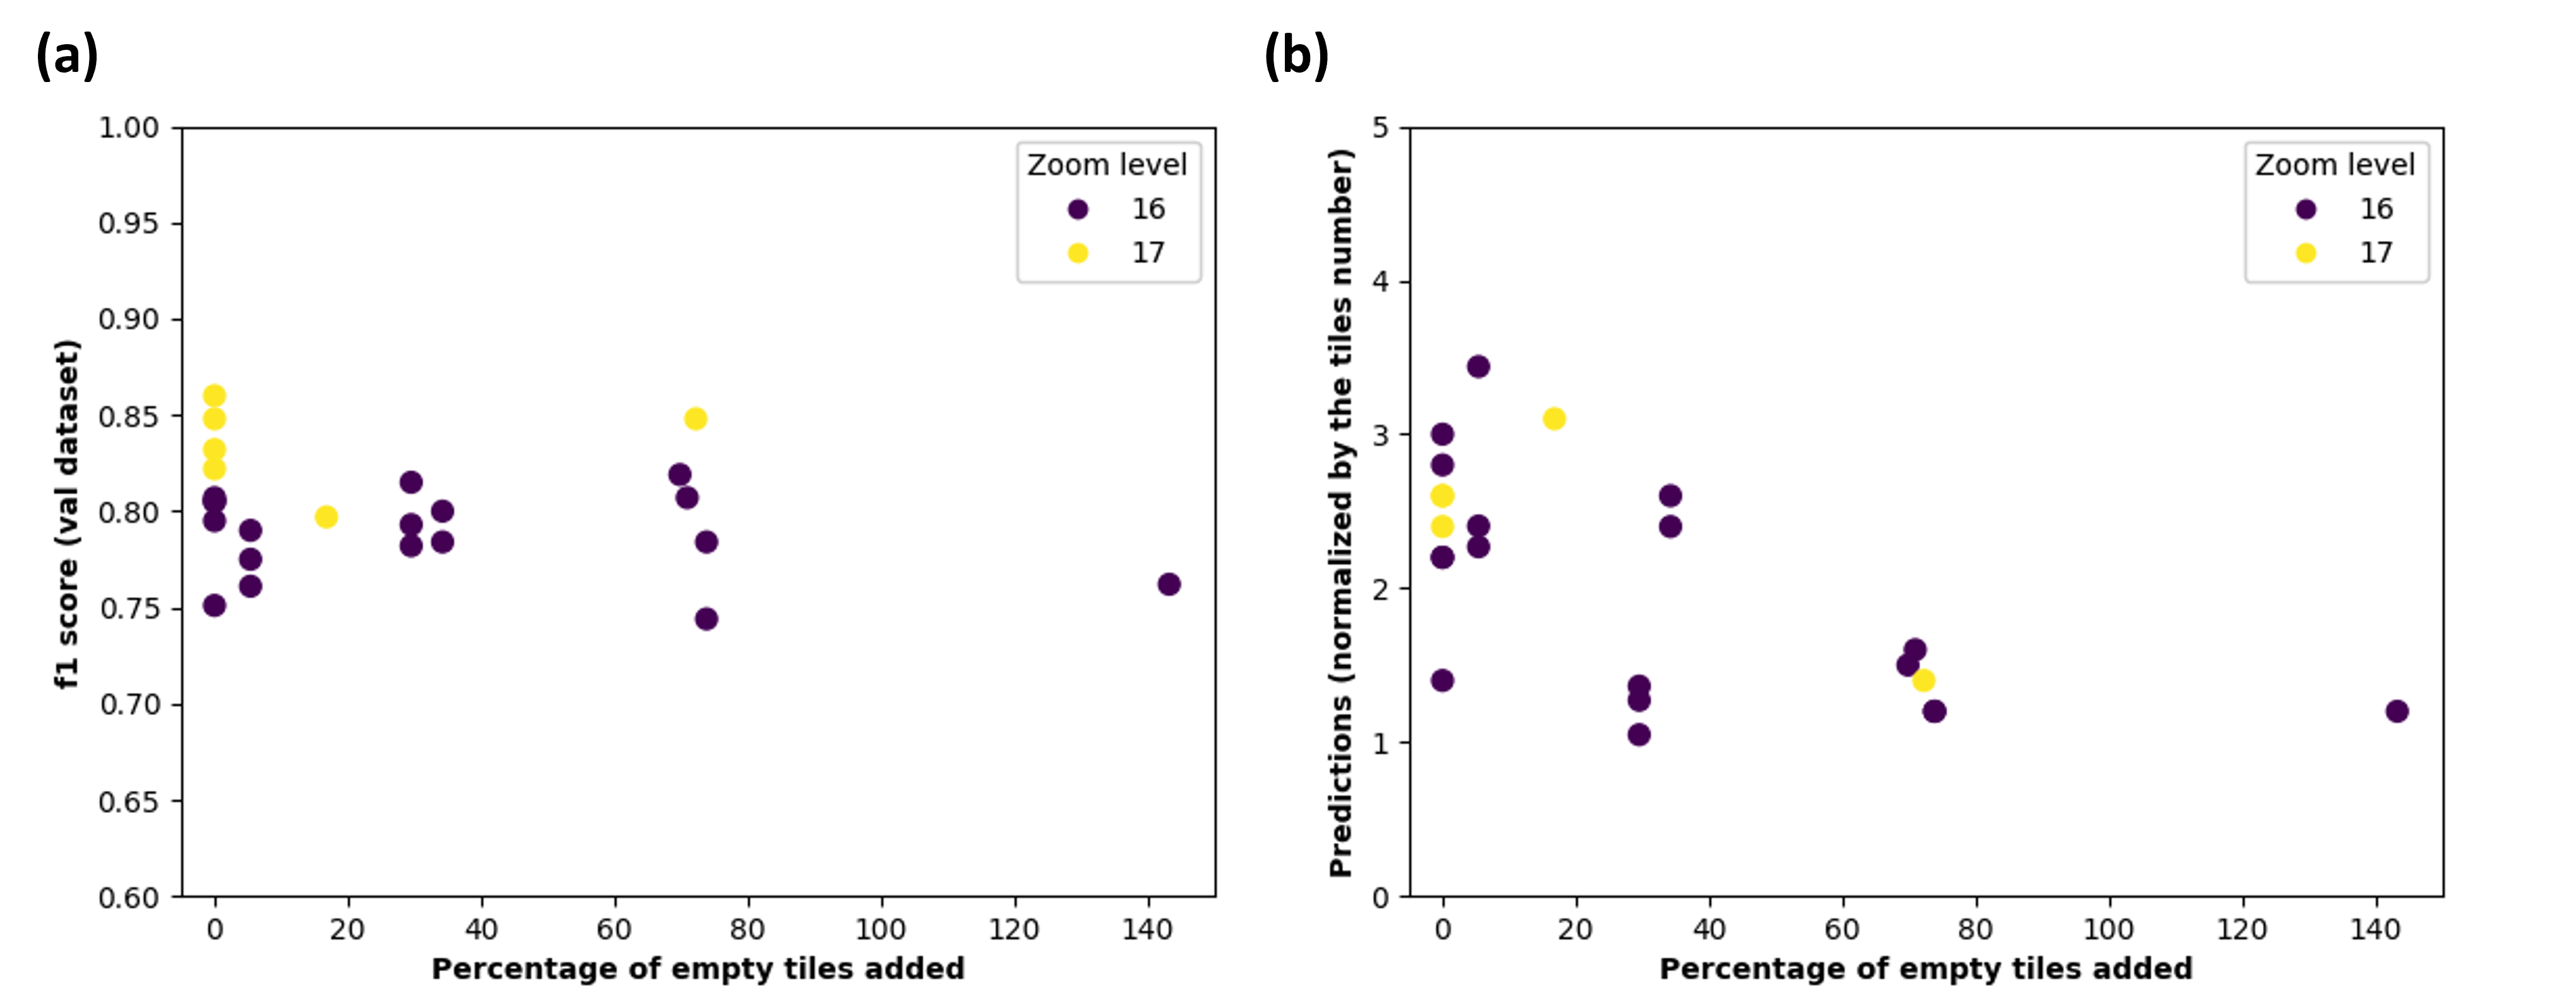 (a)
1.00
0.95
0.90
0.85
0.80
0.75
0.70
0.65
0.60
f1 score (val dataset)
Zoom level
16
17
0 20 40 60 80 100 120 140
Percentage of empty tiles added
(b)
5
4
3
2
1
0
Predictions (normalized by the tiles number)
Zoom level
16
17
0 20 40 60 80 100 120 140
Percentage of empty tiles added